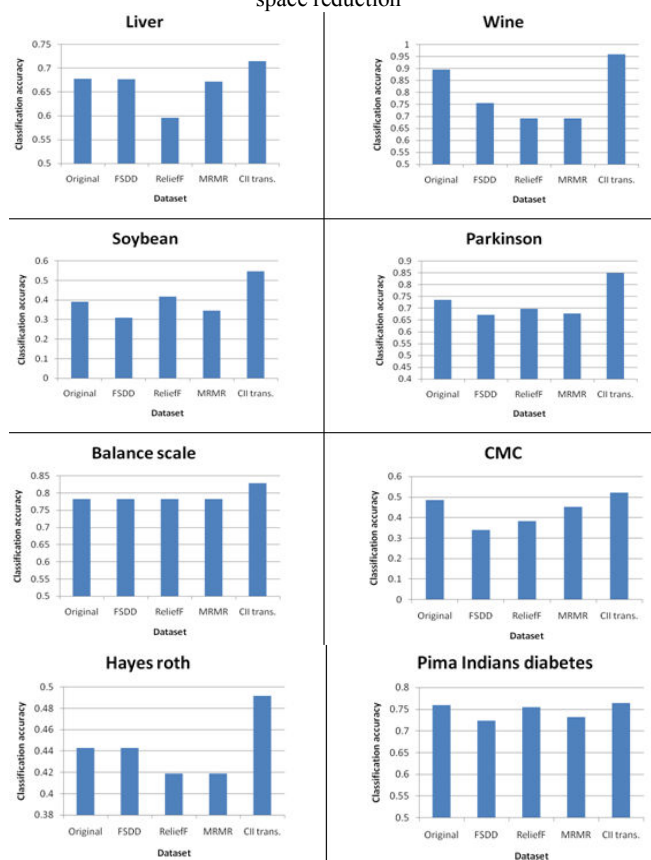 space reduction
Liver
Classification accuracy
0.75
0.7
0.65
0.6
0.55
0.5
Original FSDD ReliefF MRMR CII trans.
Dataset
Wine
Classification accuracy
1
0.95
0.9
0.85
0.8
0.75
0.7
0.65
0.6
0.55
0.5
Original FSDD ReliefF MRMR CII trans.
Dataset
Soybean
Classification accuracy
0.6
0.5
0.4
0.3
0.2
0.1
0
Original FSDD ReliefF MRMR CII trans.
Dataset
Parkinson
Classification accuracy
0.9
0.85
0.8
0.75
0.7
0.65
0.6
0.55
0.5
0.45
0.4
Original FSDD ReliefF MRMR CII trans.
Dataset
Balance scale
Classification accuracy
0.85
0.8
0.75
0.7
0.65
0.6
0.55
0.5
Original FSDD ReliefF MRMR CII trans.
Dataset
CMC
Classification accuracy
0.6
0.5
0.4
0.3
0.2
0.1
0
Original FSDD ReliefF MRMR CII trans.
Dataset
Hayes roth
Classification accuracy
0.5
0.48
0.46
0.44
0.42
0.4
0.38
Original FSDD ReliefF MRMR CII trans.
Dataset
Pima Indians diabetes
Classification accuracy
0.8
0.75
0.7
0.65
0.6
0.55
0.5
Original FSDD ReliefF MRMR CII trans.
Dataset